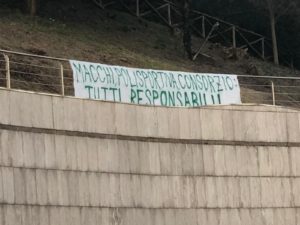 MACCHI, POLISPORTIVA, CONSORZIO:
TUTTI RESPONSABILI!